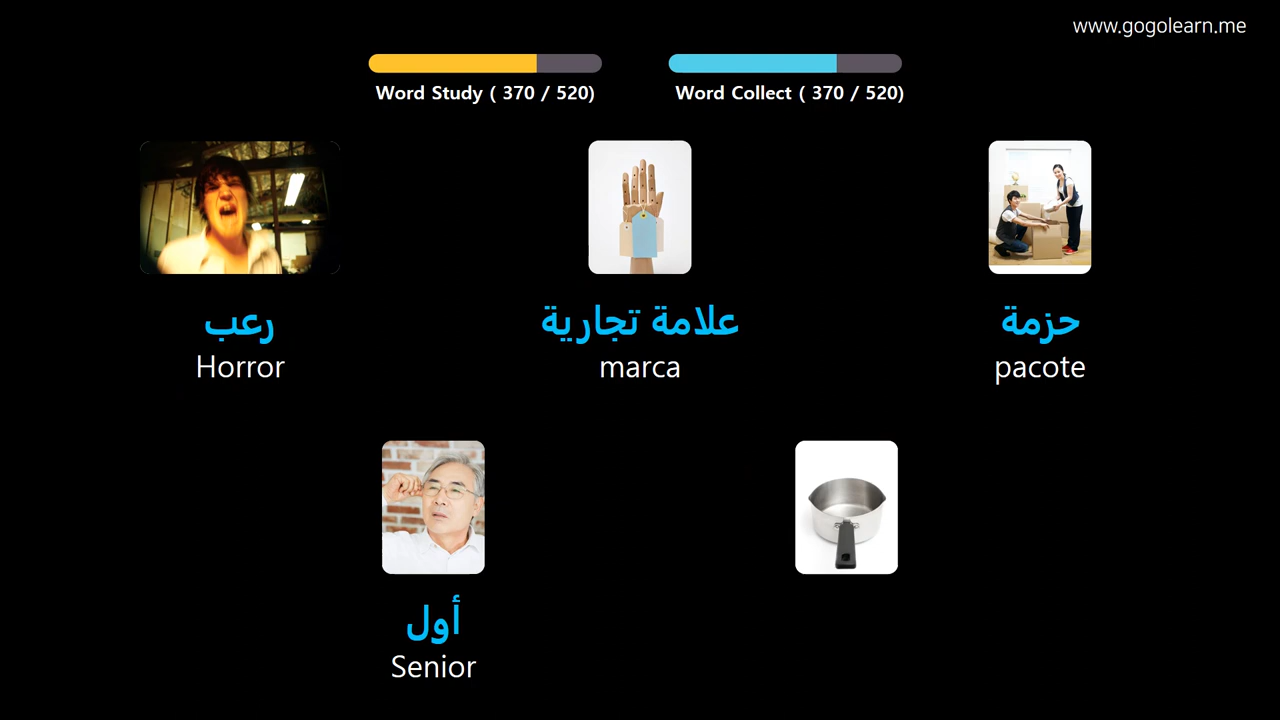 www.gogolearn.me
Word Study ( 370 / 520)
Word Collect ( 370 / 520)
رعب
Horror
علامة تجارية
marca
حزمة
pacote
أول
Senior